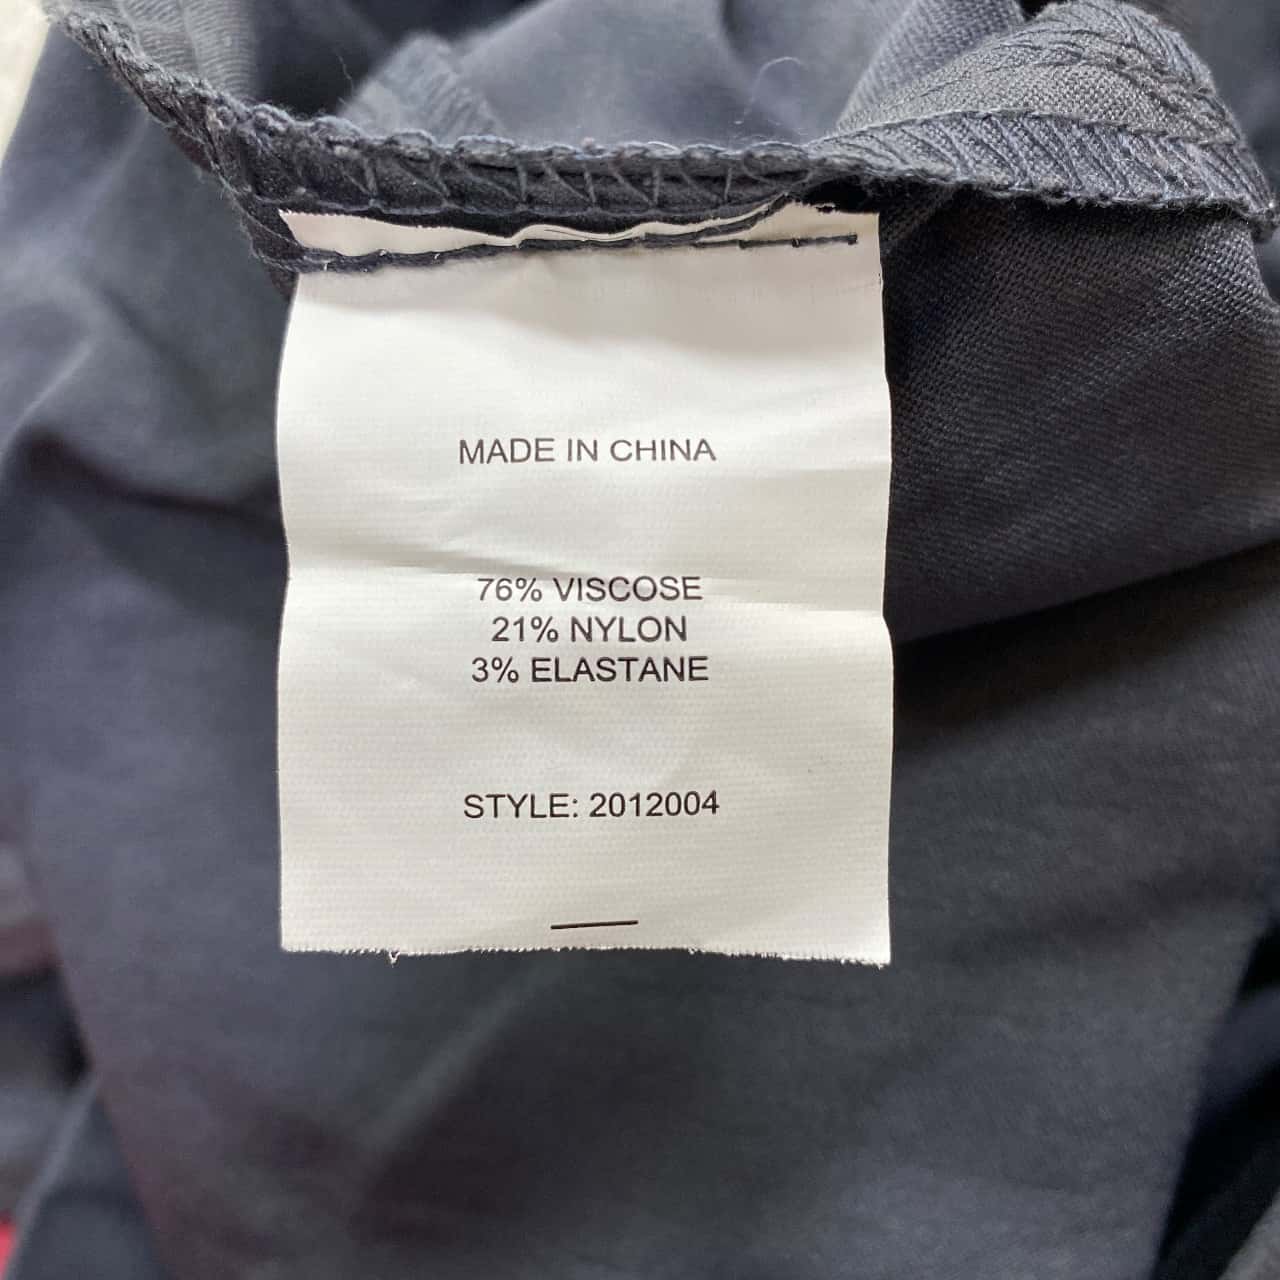 MADE IN CHINA
76% VISCOSE
21% NYLON
3% ELASTANE
STYLE: 2012004